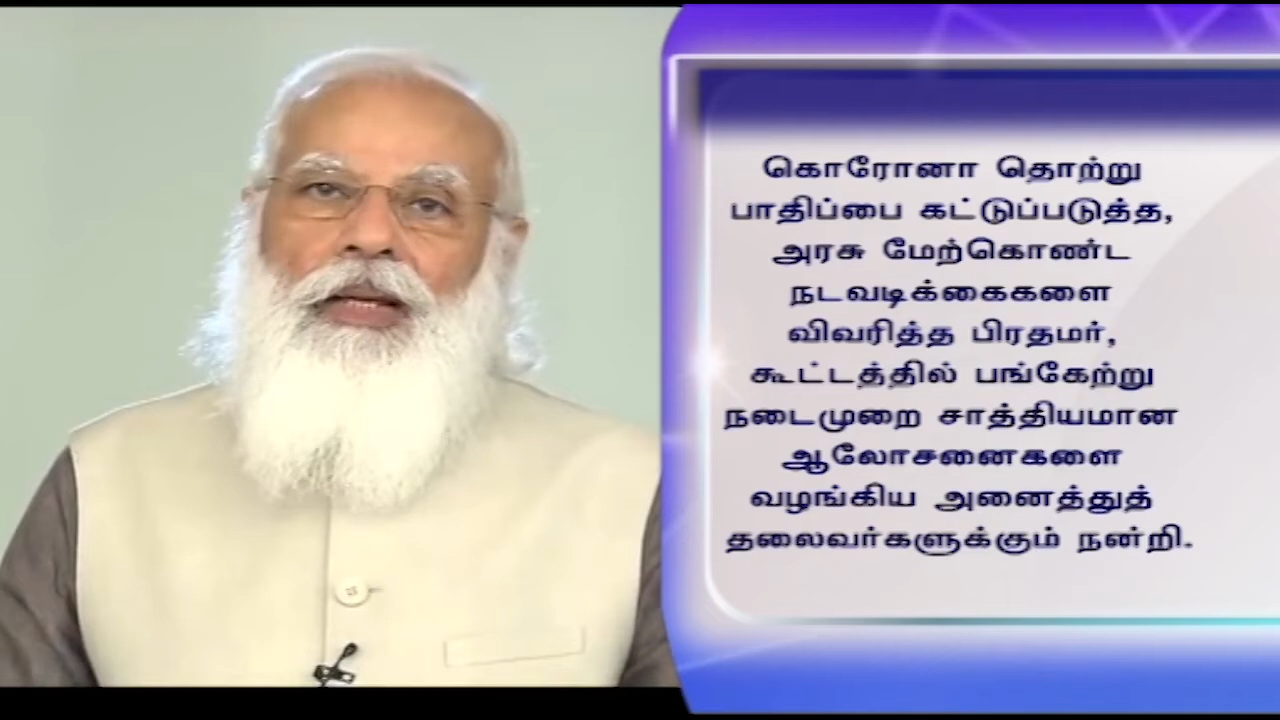 கொரோனா தொற்று
பாதிப்பை கட்டுப்படுத்த,
அரசு மேற்கொண்ட
நடவடிக்கைகளை
விவரித்த பிரதமர்,
கூட்டத்தில் பங்கேற்று
நடைமுறை சாத்தியமான
ஆலோசனைகளை
வழங்கிய அனைத்துத்
தலைவர்களுக்கும் நன்றி.